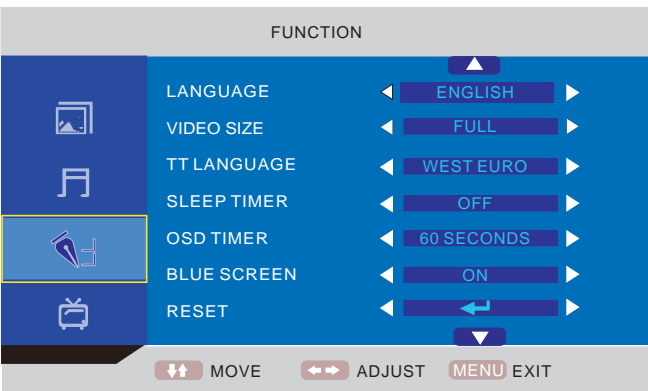 FUNCTION
LANGUAGE ENGLISH
VIDEO SIZE FULL
TT LANGUAGE WEST EURO
SLEEP TIMER OFF
OSD TIMER 60 SECONDS
BLUE SCREEN ON
RESET
MOVE ADJUST MENU EXIT